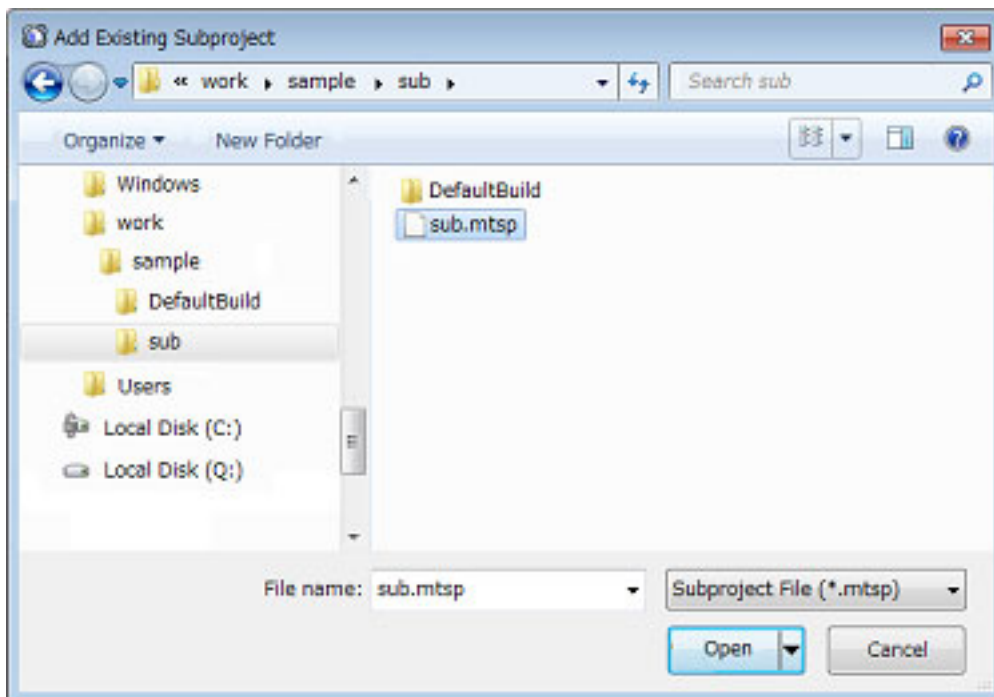 Add Existing Subproject
« work ▸ sample ▸ sub ▸ Search sub
Organize ▾ New Folder
Windows
work
sample
DefaultBuild
sub
Users
Local Disk (C:)
Local Disk (Q:)
DefaultBuild
sub.mtsp
File name: sub.mtsp Subproject File (*.mtsp)
Open Cancel